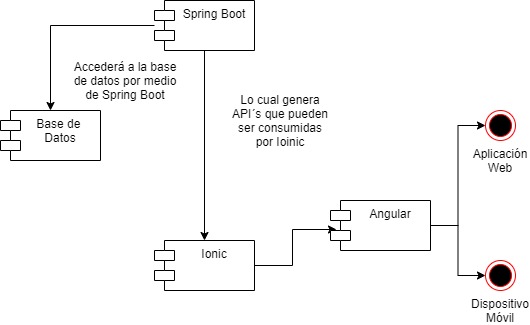 Spring Boot
Accederá a la base
de datos por medio
de Spring Boot
Lo cual genera
API´s que pueden
ser consumidas
por Ioinic
Base de
Datos
Ionic
Angular
Aplicación
Web
Dispositivo
Móvil